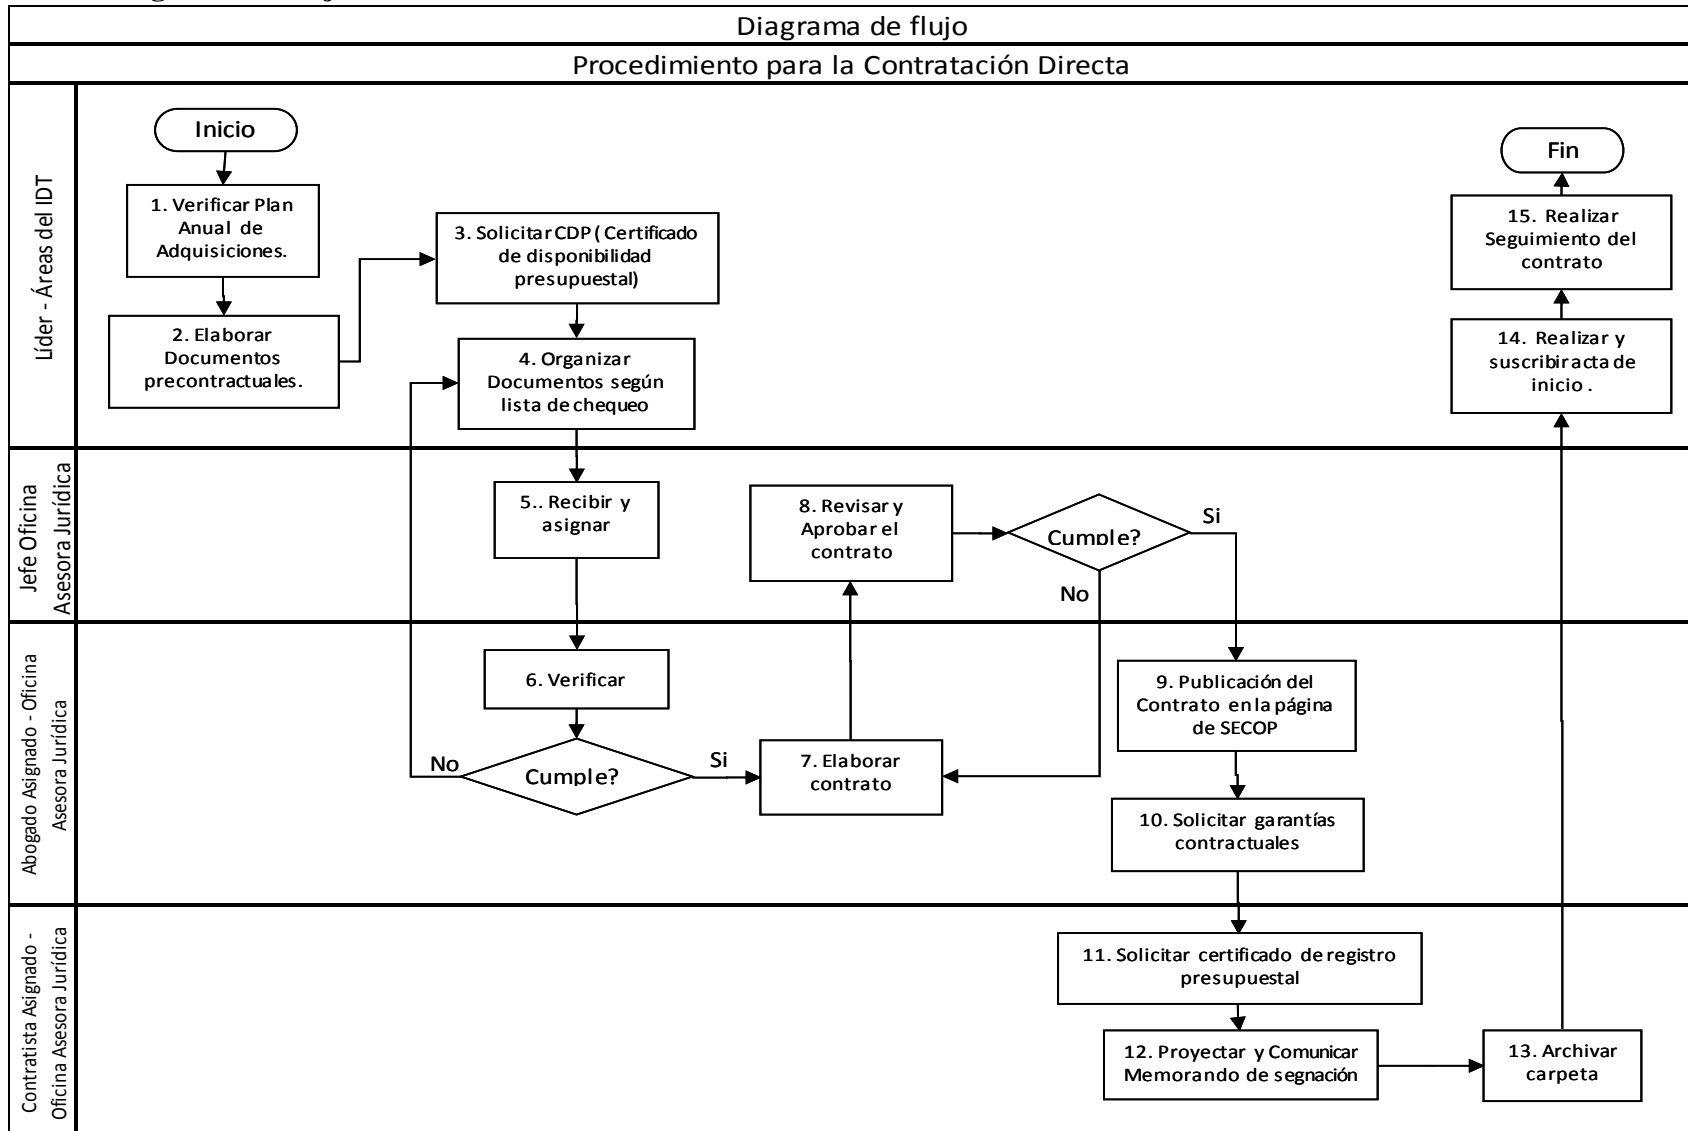 Diagrama de flujo
Procedimiento para la Contratación Directa
Líder - Áreas del IDT
Inicio
1. Verificar Plan
Anual de
Adquisiciones.
2. Elaborar
Documentos
precontractuales.
3. Solicitar CDP ( Certificado
de disponibilidad
presupuestal)
4. Organizar
Documentos según
lista de chequeo
Fin
15. Realizar
Seguimiento del
contrato
14. Realizar y
suscribir acta de
inicio .
Jefe Oficina
Asesora Jurídica
5.. Recibir y
asignar
8. Revisar y
Aprobar el
contrato
Cumple?
Si
No
Abogado Asignado - Oficina
Asesora Jurídica
6. Verificar
Cumple?
No
Si
7. Elaborar
contrato
9. Publicación del
Contrato en la página
de SECOP
10. Solicitar garantías
contractuales
Contratista Asignado -
Oficina Asesora Jurídica
11. Solicitar certificado de registro
presupuestal
12. Proyectar y Comunicar
Memorando de segnación
13. Archivar
carpeta